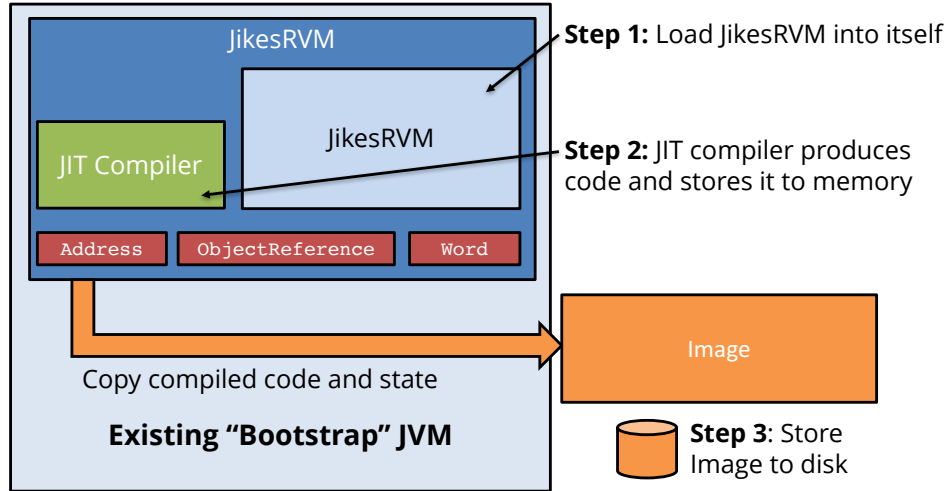 JikesRVM
Step 1: Load JikesRVM into itself
JikesRVM
JIT Compiler
Step 2: JIT compiler produces
code and stores it to memory
Address
ObjectReference
Word
Image
Copy compiled code and state
Existing “Bootstrap” JVM
Step 3: Store
Image to disk